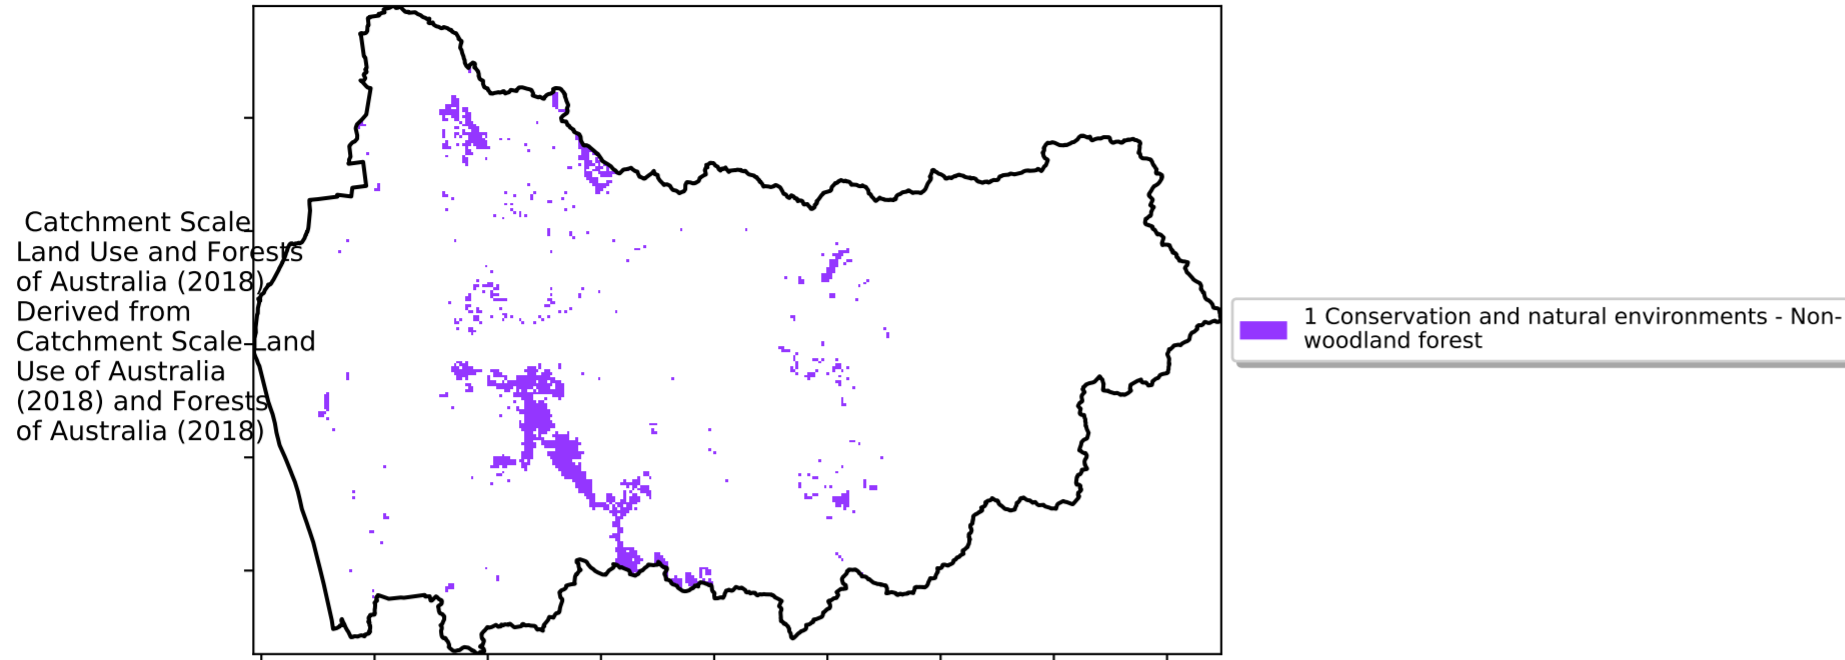 Catchment Scale
Land Use and Forests
of Australia (2018)
Derived from
Catchment Scale Land
Use of Australia
(2018) and Forests
of Australia (2018)
1 Conservation and natural environments - Non-
woodland forest